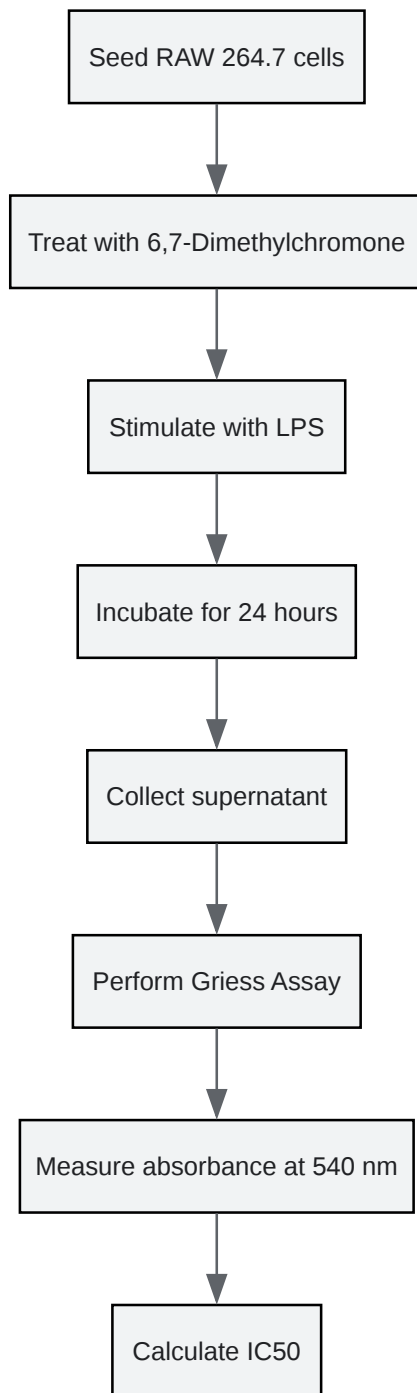 Seed RAW 264.7 cells
Treat with 6,7-Dimethylchromone
Stimulate with LPS
Incubate for 24 hours
Collect supernatant
Perform Griess Assay
Measure absorbance at 540 nm
Calculate IC50